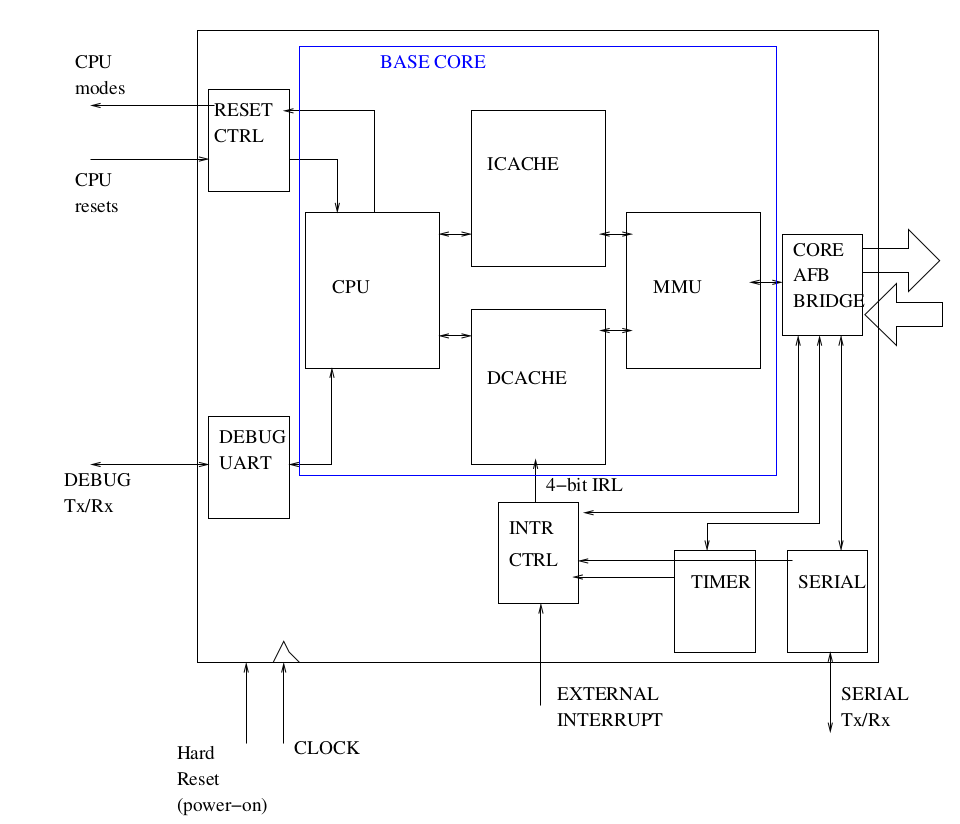 CPU
modes
BASE CORE
RESET
CTRL
CPU
resets
ICACHE
CPU
MMU
CORE
AFB
BRIDGE
DCACHE
DEBUG
UART
DEBUG
Tx/Rx
4−bit IRL
INTR
CTRL
TIMER
SERIAL
EXTERNAL
INTERRUPT
SERIAL
Tx/Rx
CLOCK
Hard
Reset
(power−on)